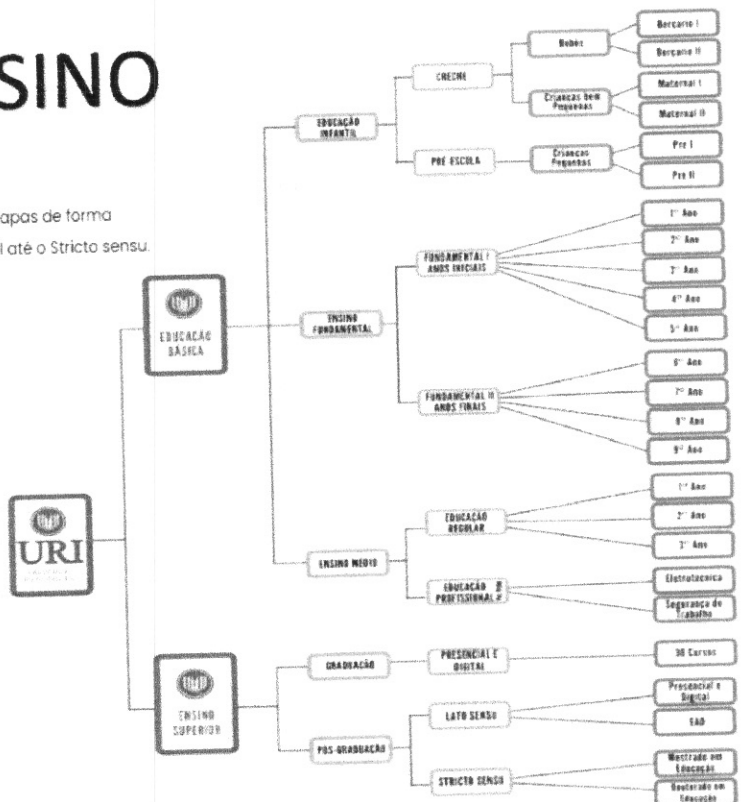 SINO
apas de forma
l até o Stricto sensu.
URI
EDUCAÇÃO
BÁSICA
ENSINO
SUPERIOR
EDUCAÇÃO
INFANTIL
CRECHE
Bebês
Bercario I
Berçario II
Crianças bem
Pequenas
Maternal I
Maternal II
PRÉ ESCOLA
Crianças
Pequenas
Pre I
Pre II
ENSINO
FUNDAMENTAL
FUNDAMENTAL I
ANOS INICIAIS
1º Ano
2º Ano
3º Ano
4º Ano
5º Ano
FUNDAMENTAL II
ANOS FINAIS
6º Ano
7º Ano
8º Ano
9º Ano
ENSINO MÉDIO
EDUCAÇÃO
REGULAR
1º Ano
2º Ano
3º Ano
EDUCAÇÃO
PROFISSIONAL
Eletrotecnica
Segurança do
Trabalho
GRADUAÇÃO
PRESENCIAL E
DIGITAL
30 Cursos
PÓS-GRADUAÇÃO
LATO SENSU
Presencial e
Digital
EAD
STRICTO SENSU
Mestrado em
Educação
Doutorado em
Educação